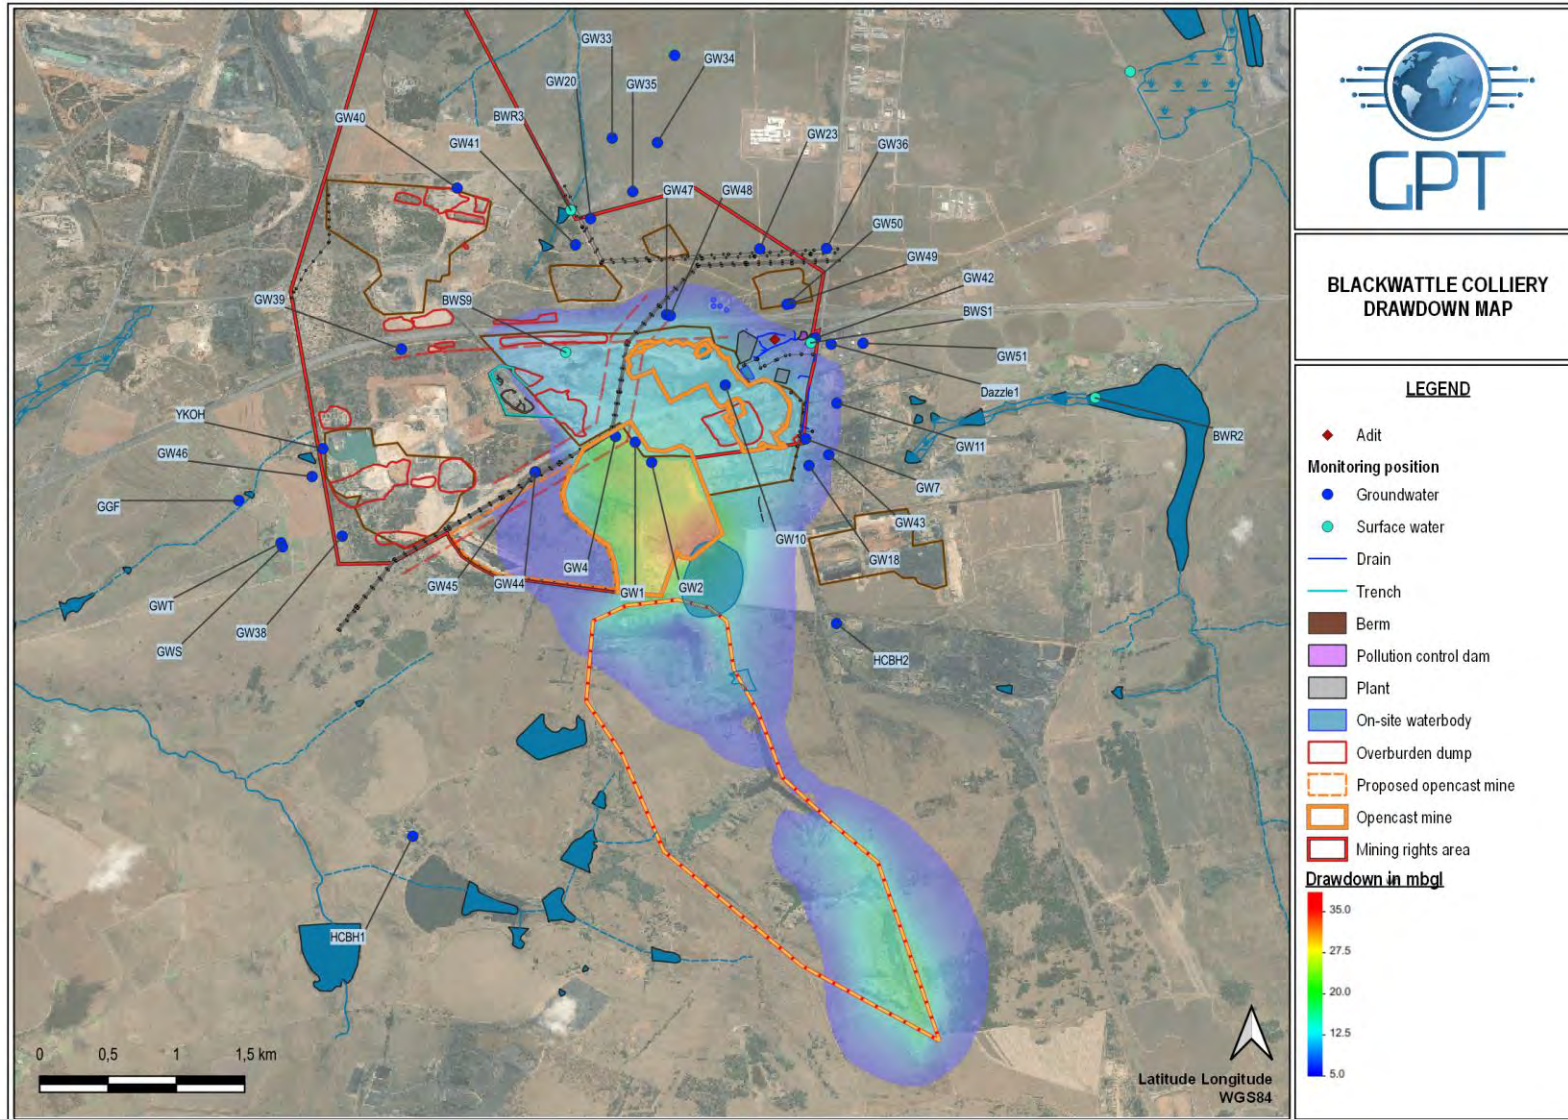 GW33
GW34
GW20
GW35
BWR3
GW40
GW41
GW23
GW36
GW47
GW48
GW50
GW49
GW39
BWS9
GW42
BWS1
GW51
Dazzle1
YKOH
GW46
GW11
BWR2
GGF
GW7
GW43
GW10
GW18
GW4
GW45
GW44
GW1
GW2
GWT
GW38
GWS
HCBH2
HCBH1
0 0,5 1 1,5 km
Latitude Longitude
WGS84
GPT
BLACKWATTLE COLLIERY
DRAWDOWN MAP
LEGEND
Adit
Monitoring position
Groundwater
Surface water
Drain
Trench
Berm
Pollution control dam
Plant
On-site waterbody
Overburden dump
Proposed opencast mine
Opencast mine
Mining rights area
Drawdown in mbgl
35.0
27.5
20.0
12.5
5.0